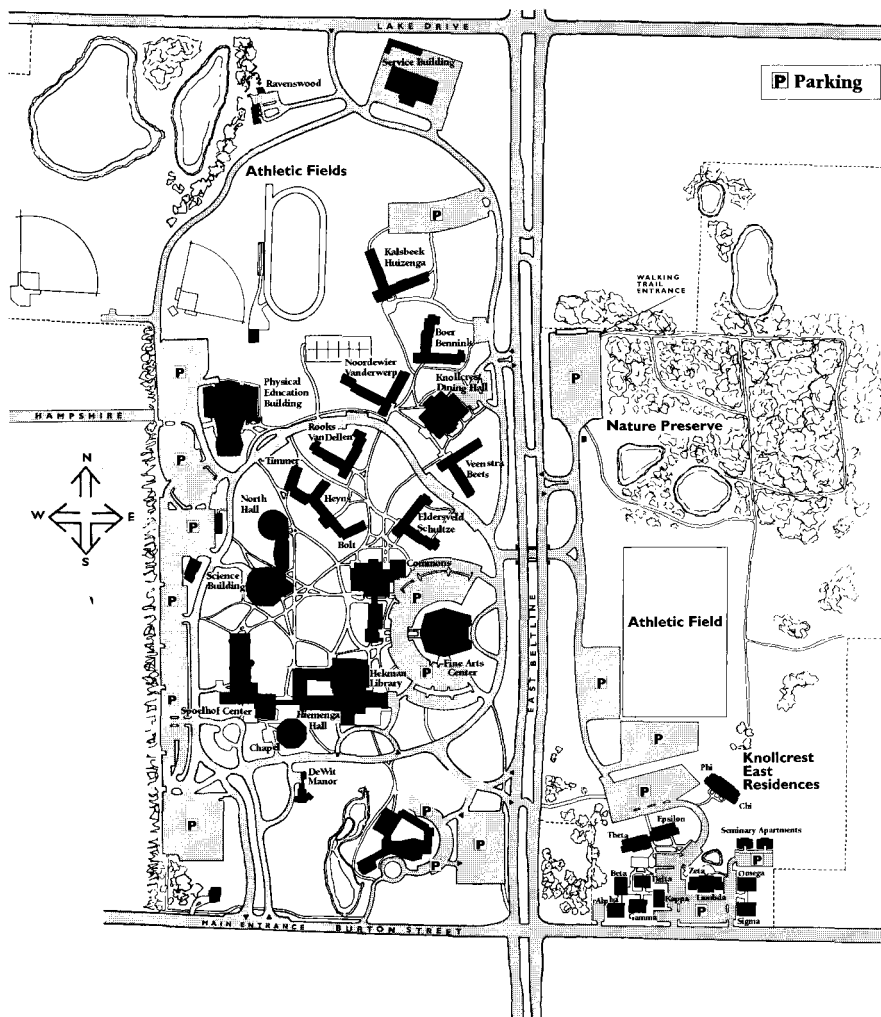 LAKE DRIVE
Service Building
Ravenswood
P Parking
Athletic Fields
P
Kalsbeek
Huizenga
WALKING
TRAIL
ENTRANCE
Boer
Bennink
Noordewier
Vanderwerp
Knollcrest
Dining Hall
P
P
Physical
Education
Building
HAMPSHIRE
Nature Preserve
Rooks
VanDellen
Timmer
P
Veenstra
Beets
N
W E
S
North
Hall
Heyns
P
Eldersveld
Schultze
Bolt
Commons
Science
Building
P
P
Athletic Field
EAST BELTLINE
Hekman
Library
Fine Arts
Center
P
P
P
Spoelhof Center
Hiemenga
Hall
Chapel
P
DeWit
Manor
Knollcrest
East
Residences
Phi
Chi
P
P
P
P
P
Epsilon
Theta
Seminary Apartments
P
Beta
Delta
Zeta
Omega
Alpha
Gamma
Kappa
Lambda
P
Sigma
MAIN ENTRANCE
BURTON STREET